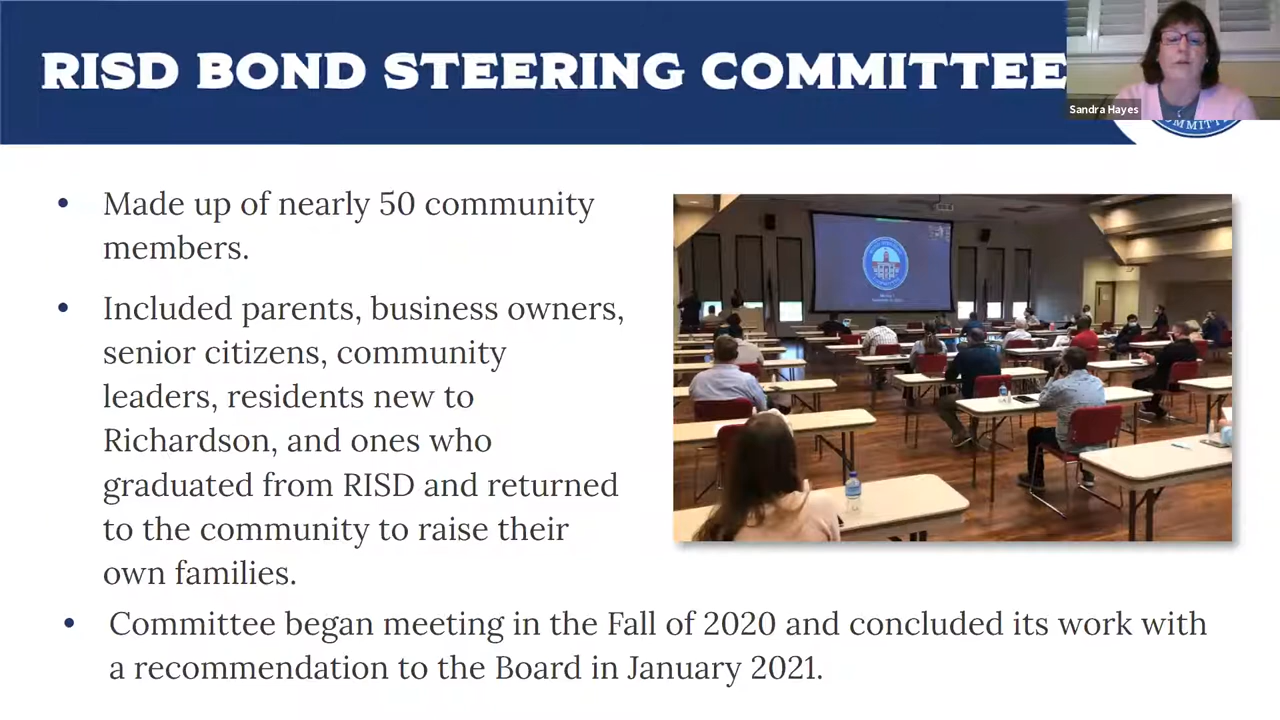 RISD BOND STEERING COMMITTEE
Sandra Hayes
• Made up of nearly 50 community
members.
• Included parents, business owners,
senior citizens, community
leaders, residents new to
Richardson, and ones who
graduated from RISD and returned
to the community to raise their
own families.
• Committee began meeting in the Fall of 2020 and concluded its work with
a recommendation to the Board in January 2021.